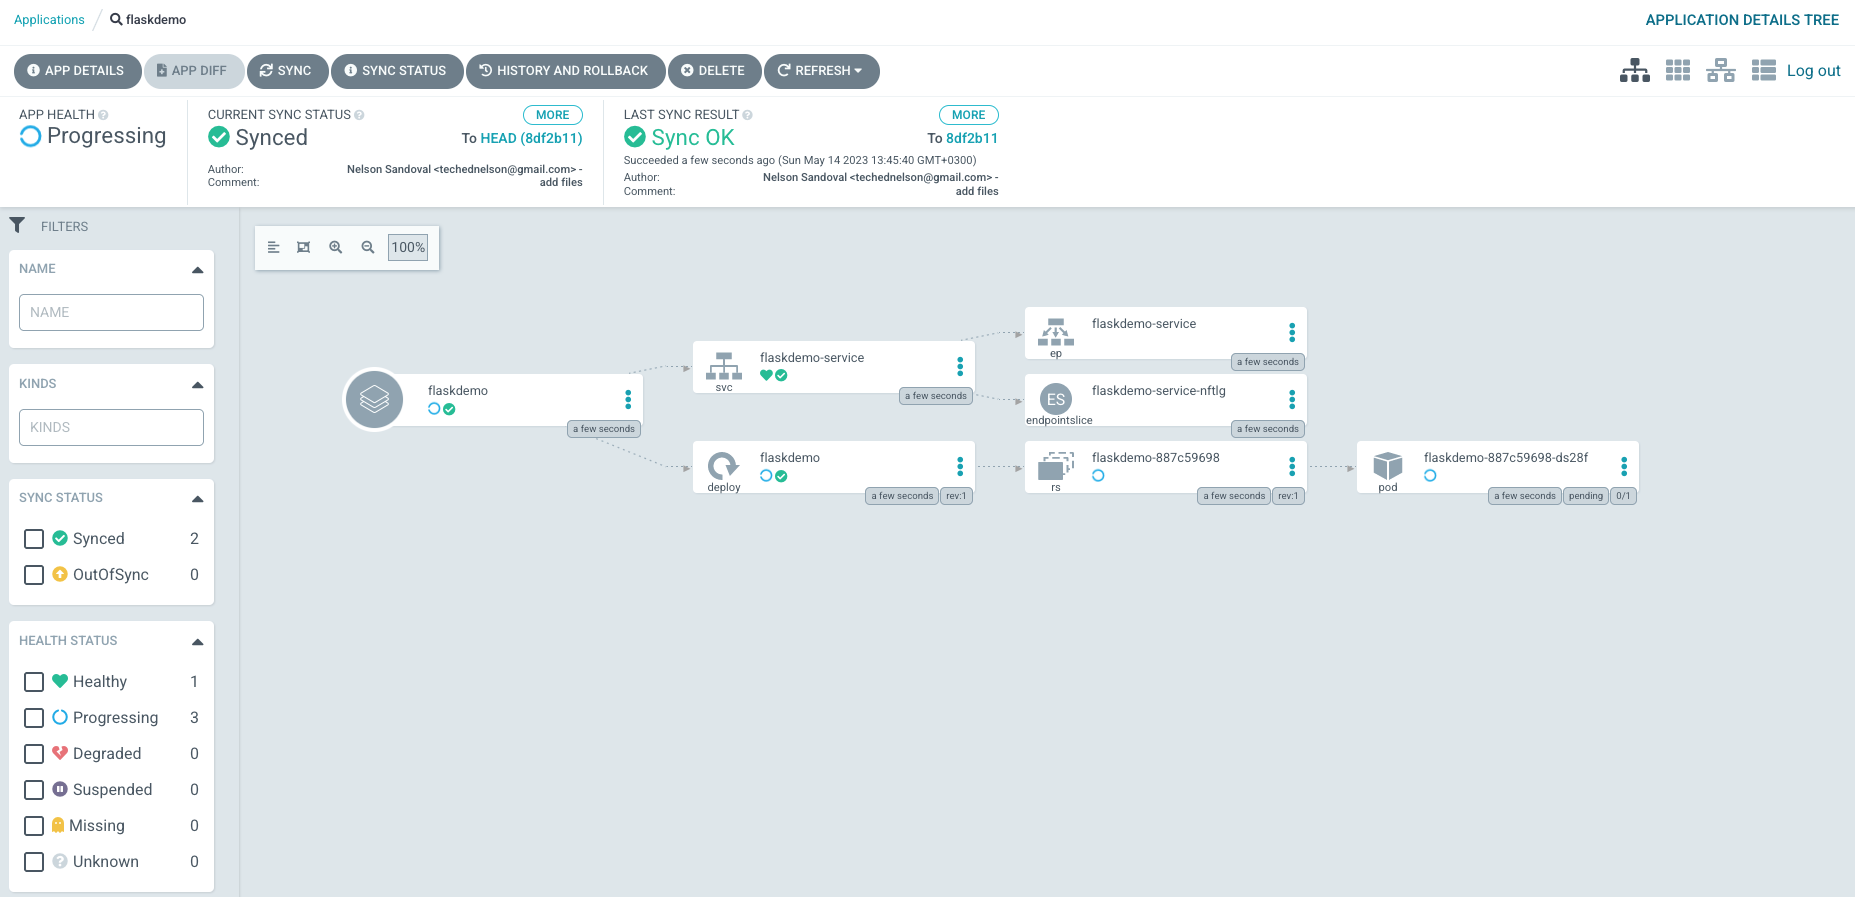 Applications / flaskdemo
APPLICATION DETAILS TREE
APP DETAILS
APP DIFF
SYNC
SYNC STATUS
HISTORY AND ROLLBACK
DELETE
REFRESH
Log out
APP HEALTH
Progressing
CURRENT SYNC STATUS
MORE
Synced
To HEAD (8df2b11)
Author: Nelson Sandoval <technednelson@gmail.com> -
Comment: add files
LAST SYNC RESULT
MORE
Sync OK
To 8df2b11
Succeeded a few seconds ago (Sun May 14 2023 13:45:40 GMT+0300)
Author: Nelson Sandoval <technednelson@gmail.com> -
Comment: add files
FILTERS
NAME
NAME
KINDS
KINDS
SYNC STATUS
Synced 2
OutOfSync 0
HEALTH STATUS
Healthy 1
Progressing 3
Degraded 0
Suspended 0
Missing 0
Unknown 0
100%
flaskdemo
a few seconds
flaskdemo-service
svc
a few seconds
flaskdemo
deploy
a few seconds
rev:1
flaskdemo-service
ep
a few seconds
ES
flaskdemo-service-nftlg
endpointslice
a few seconds
flaskdemo-887c59698
rs
a few seconds
rev:1
flaskdemo-887c59698-ds28f
pod
a few seconds
pending
0/1